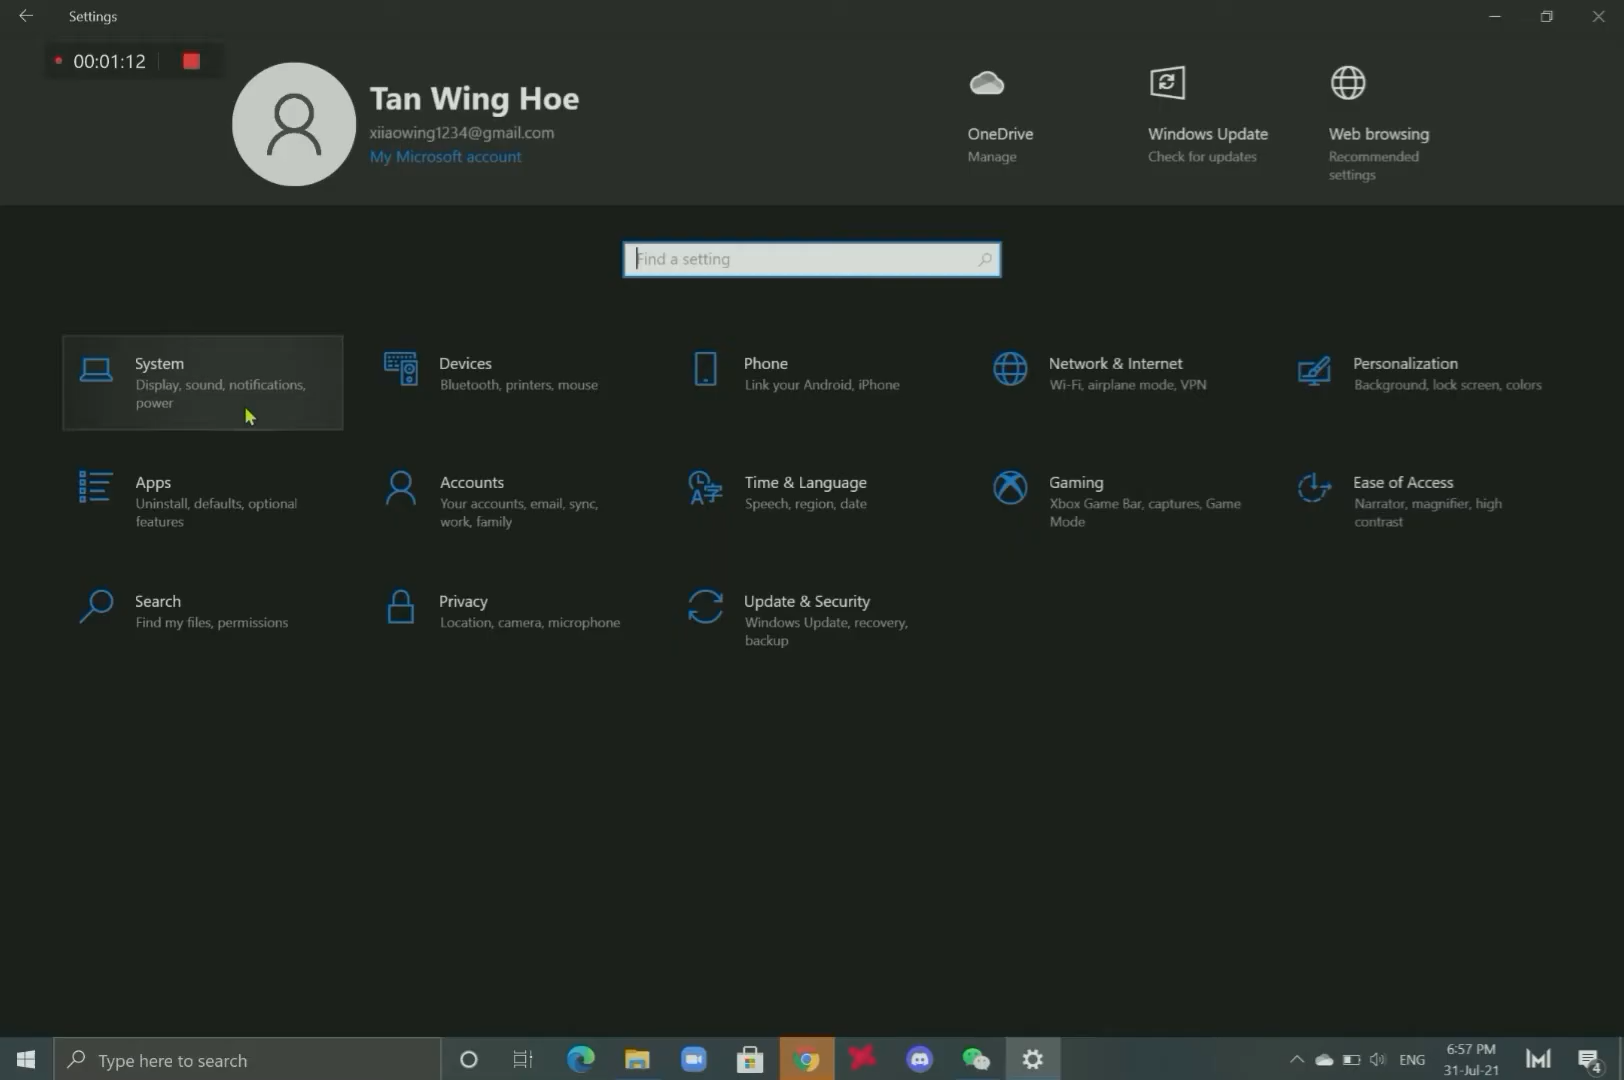 Settings
00:01:12
Tan Wing Hoe
xiiaowing1234@gmail.com
My Microsoft account
OneDrive
Manage
Windows Update
Check for updates
Web browsing
Recommended
settings
Find a setting
System
Display, sound, notifications,
power
Devices
Bluetooth, printers, mouse
Phone
Link your Android, iPhone
Network & Internet
Wi-Fi, airplane mode, VPN
Personalization
Background, lock screen, colors
Apps
Uninstall, defaults, optional
features
Accounts
Your accounts, email, sync,
work, family
Time & Language
Speech, region, date
Gaming
Xbox Game Bar, captures, Game
Mode
Ease of Access
Narrator, magnifier, high
contrast
Search
Find my files, permissions
Privacy
Location, camera, microphone
Update & Security
Windows Update, recovery,
backup
Type here to search
ENG
6:57 PM
31-Jul-21
4